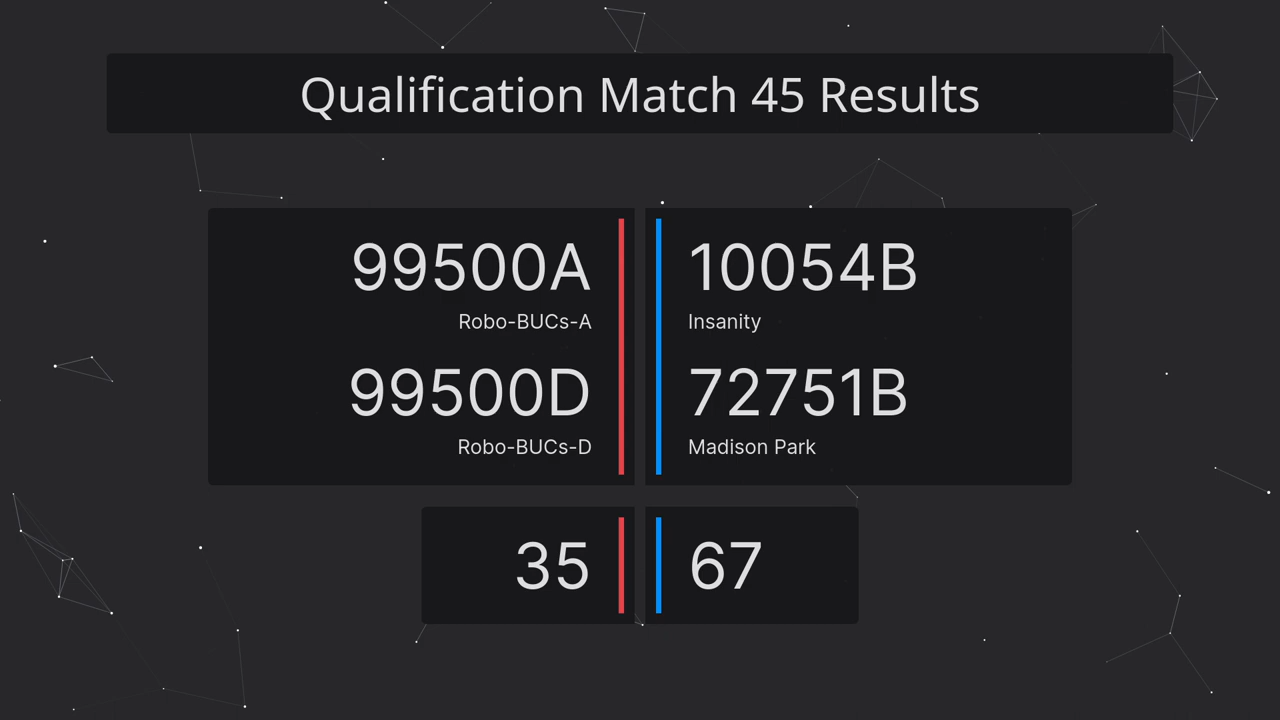 Qualification Match 45 Results
99500A
Robo-BUCs-A
99500D
Robo-BUCs-D
10054B
Insanity
72751B
Madison Park
35
67